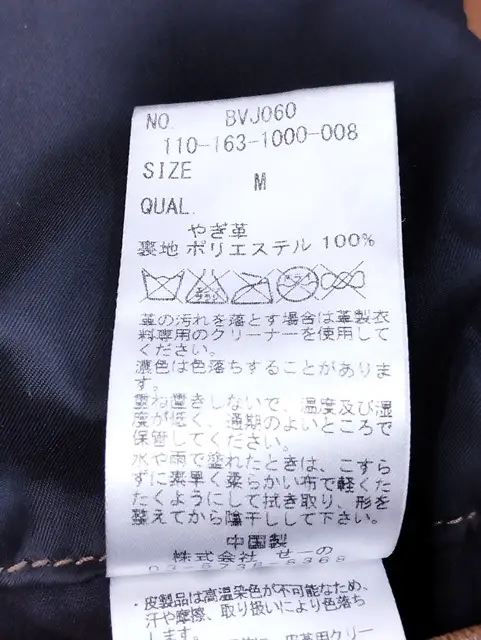 NO. BVJ060
110-163-1000-008
SIZE M
QUAL.
やぎ革
裏地 ポリエステル 100%
革の汚れを落とす場合は革製衣
料専用のクリーナーを使用して
ください。
濃色は色落ちすることがありま
す。
重ね置きしないで、温度及び湿
度が低く、通期のよいところで
保管してください。
水や雨で塗れたときは、こすら
ずに素早く柔らかい布で軽くた
たくようにして拭き取り、形を
整えてから陰干しして下さい。
中国製
株式会社 せーの
・皮製品は高温染色が不可能なため、
汗や摩擦、取り扱いにより色落ち
します。